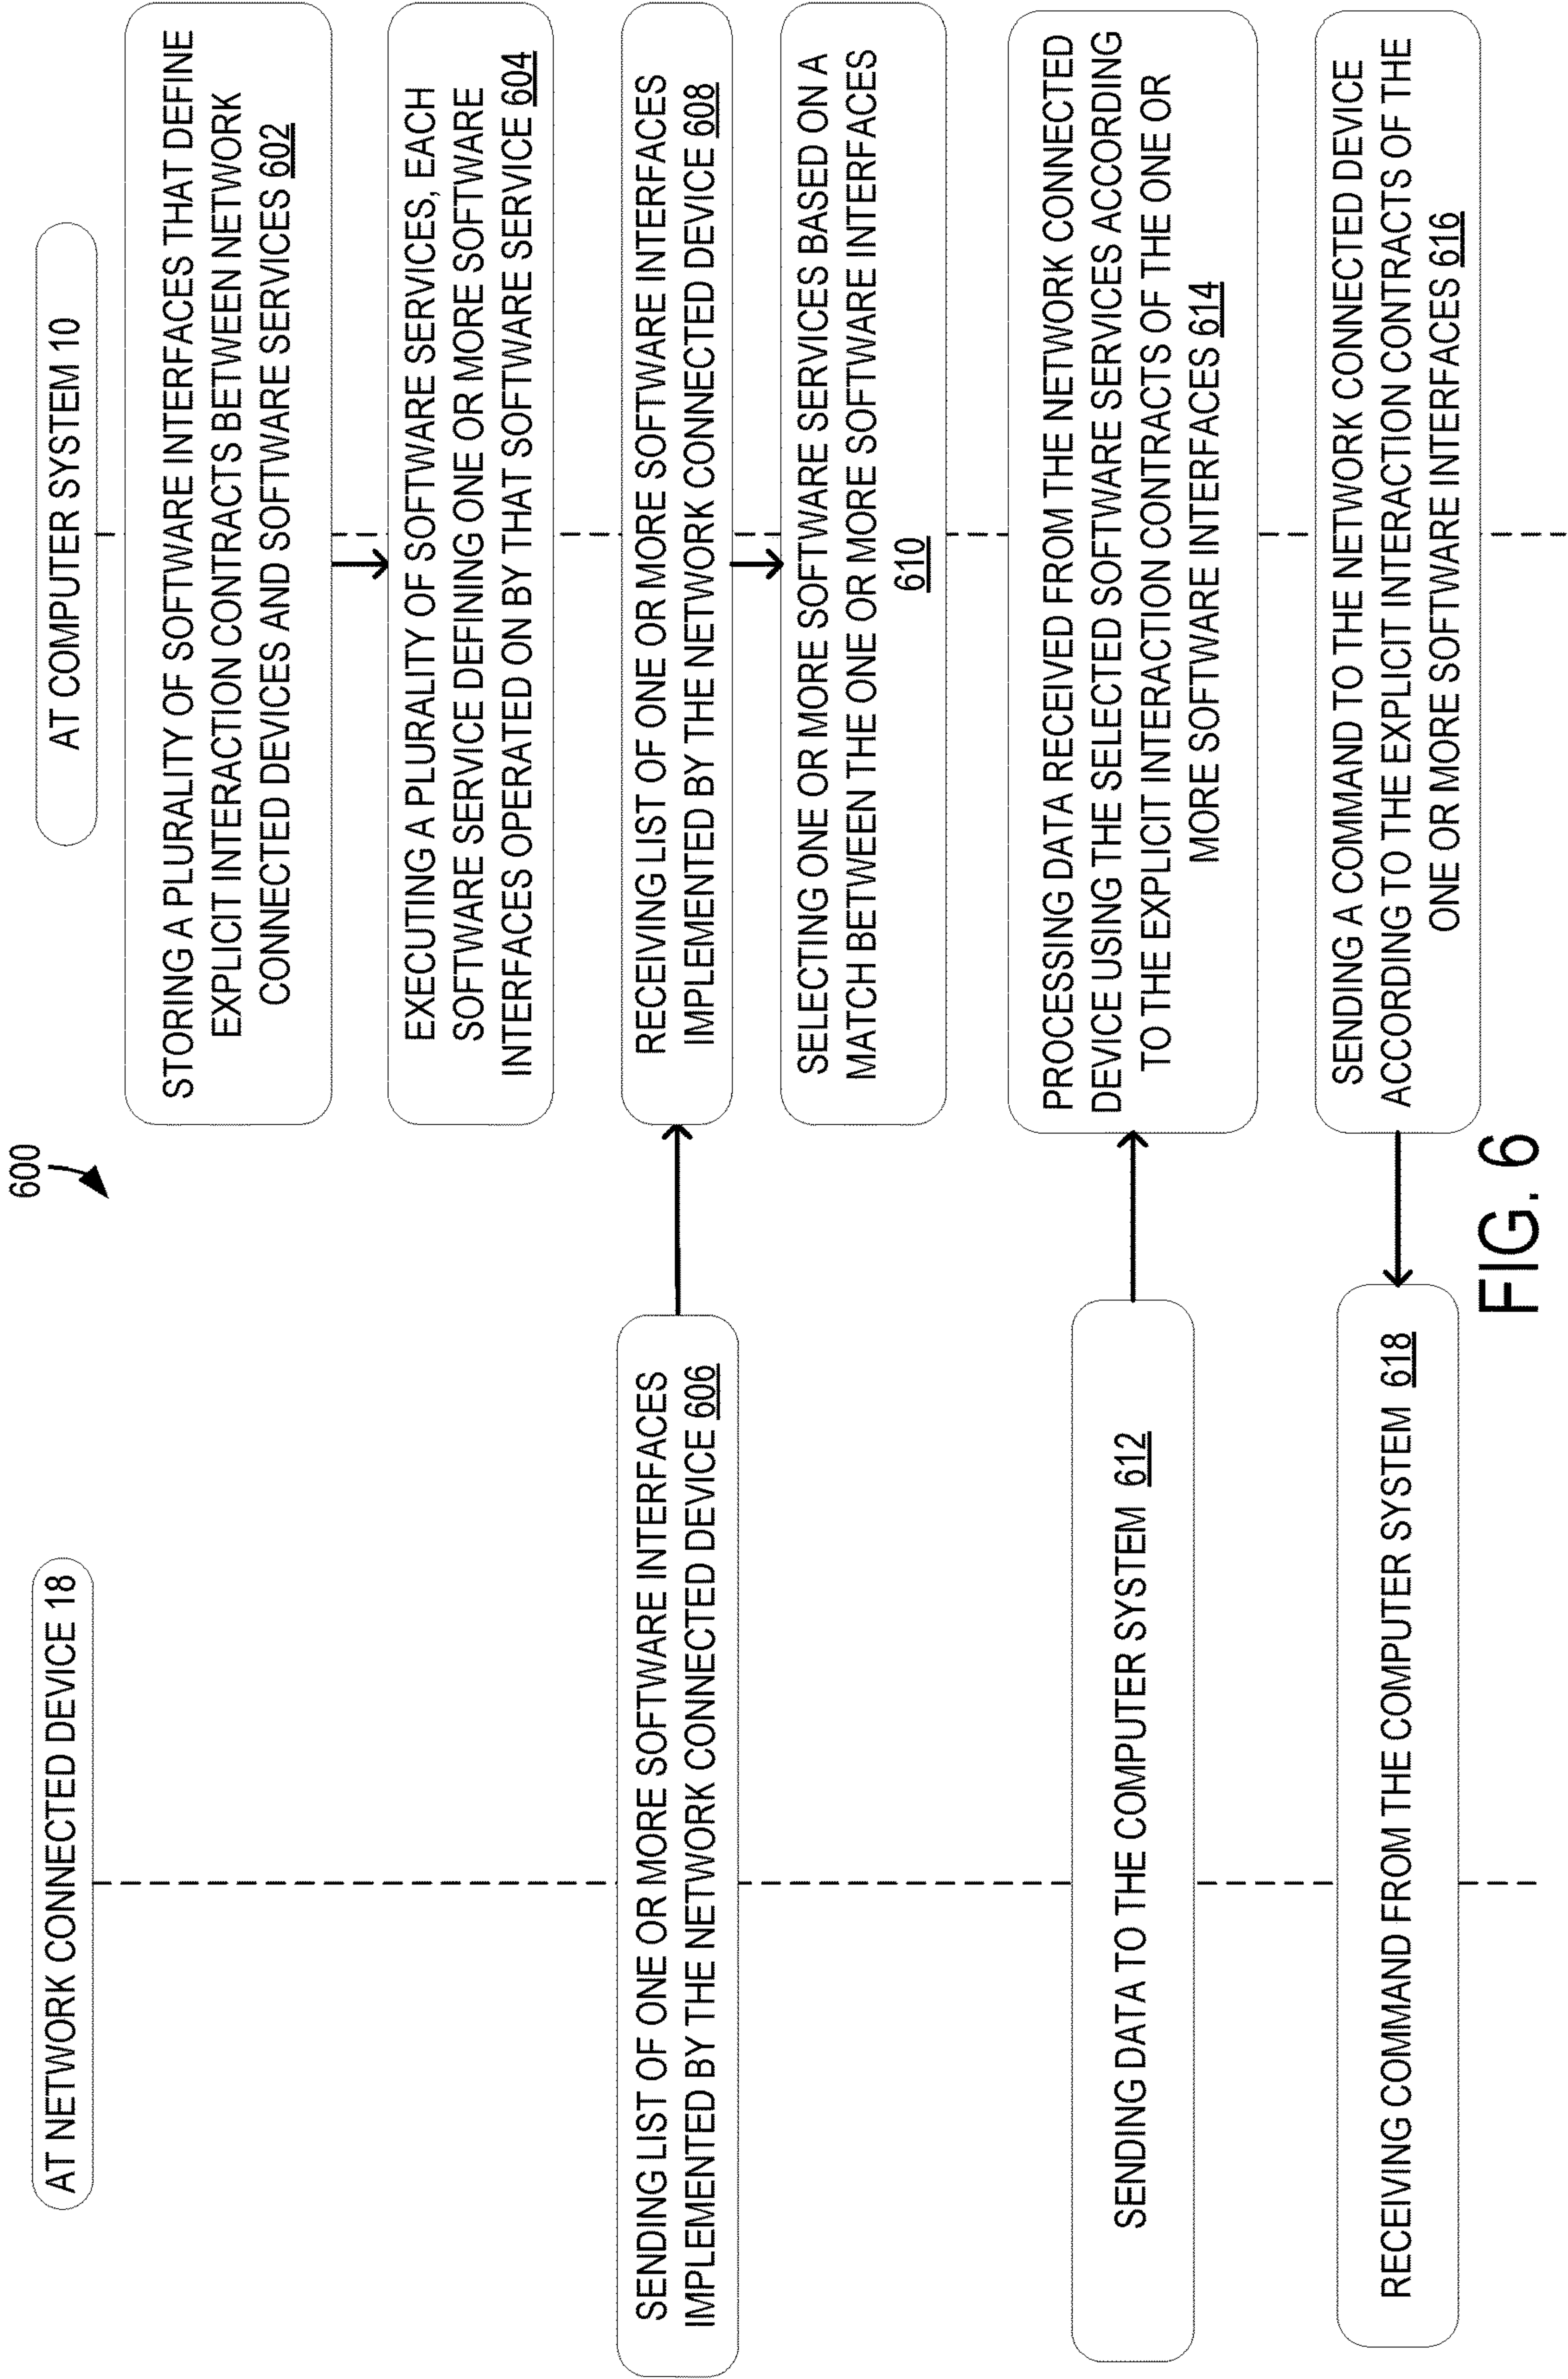 600
AT NETWORK CONNECTED DEVICE 18
AT COMPUTER SYSTEM 10
STORING A PLURALITY OF SOFTWARE INTERFACES THAT DEFINE
EXPLICIT INTERACTION CONTRACTS BETWEEN NETWORK
CONNECTED DEVICES AND SOFTWARE SERVICES 602
EXECUTING A PLURALITY OF SOFTWARE SERVICES, EACH
SOFTWARE SERVICE DEFINING ONE OR MORE SOFTWARE
INTERFACES OPERATED ON BY THAT SOFTWARE SERVICE 604
SENDING LIST OF ONE OR MORE SOFTWARE INTERFACES
IMPLEMENTED BY THE NETWORK CONNECTED DEVICE 606
RECEIVING LIST OF ONE OR MORE SOFTWARE INTERFACES
IMPLEMENTED BY THE NETWORK CONNECTED DEVICE 608
SELECTING ONE OR MORE SOFTWARE SERVICES BASED ON A
MATCH BETWEEN THE ONE OR MORE SOFTWARE INTERFACES
610
SENDING DATA TO THE COMPUTER SYSTEM 612
PROCESSING DATA RECEIVED FROM THE NETWORK CONNECTED
DEVICE USING THE SELECTED SOFTWARE SERVICES ACCORDING
TO THE EXPLICIT INTERACTION CONTRACTS OF THE ONE OR
MORE SOFTWARE INTERFACES 614
SENDING A COMMAND TO THE NETWORK CONNECTED DEVICE
ACCORDING TO THE EXPLICIT INTERACTION CONTRACTS OF THE
ONE OR MORE SOFTWARE INTERFACES 616
RECEIVING COMMAND FROM THE COMPUTER SYSTEM 618
FIG. 6